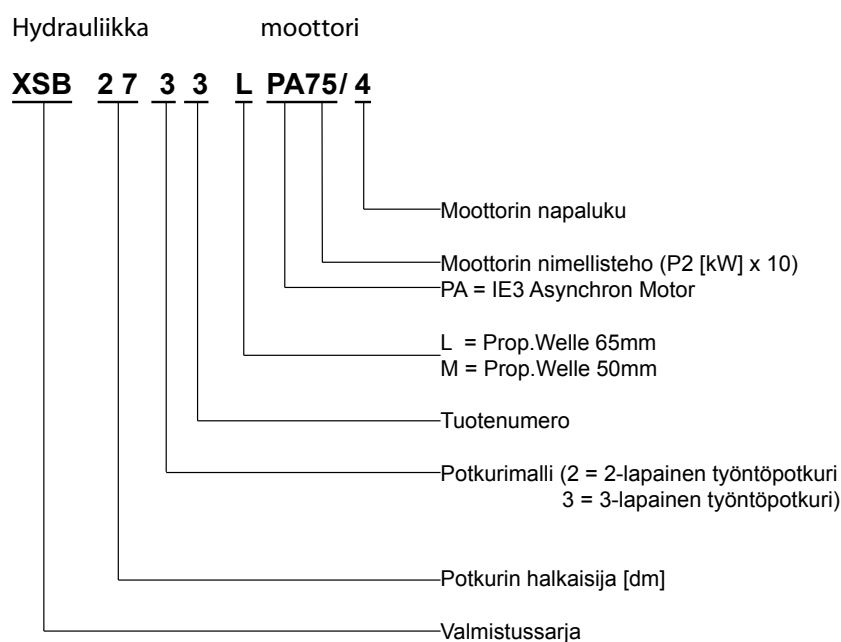 Hydrauliikka moottori
XSB 2 7 3 3 L PA75/ 4
Moottorin napaluku
Moottorin nimellisteho (P2 [kW] x 10)
PA = IE3 Asynchron Motor
L = Prop.Welle 65mm
M = Prop.Welle 50mm
Tuotenumero
Potkurimalli (2 = 2-lapainen työntöpotkuri
3 = 3-lapainen työntöpotkuri)
Potkurin halkaisija [dm]
Valmistussarja